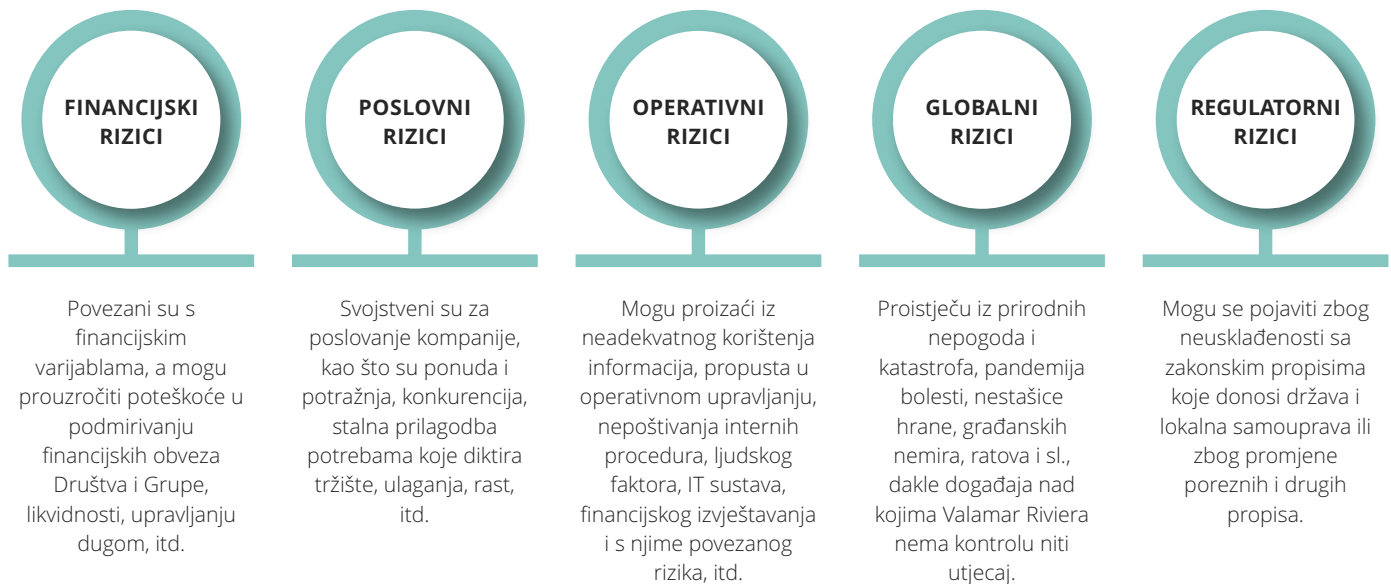 FINANCIJSKI
RIZICI
Povezani su s
financijskim
varijablama, a mogu
prouzročiti poteškoće u
podmirivanju
financijskih obveza
Društva i Grupe,
likvidnosti, upravljanju
dugom, itd.
POSLOVNI
RIZICI
Svojstveni su za
poslovanje kompanije,
kao što su ponuda i
potražnja, konkurencija,
stalna prilagodba
potrebama koje diktira
tržište, ulaganja, rast,
itd.
OPERATIVNI
RIZICI
Mogu proizaći iz
neadekvatnog korištenja
informacija, propusta u
operativnom upravljanju,
nepoštivanja internih
procedura, ljudskog
faktora, IT sustava,
financijskog izvještavanja
i s njime povezanog
rizika, itd.
GLOBALNI
RIZICI
Proistječu iz prirodnih
nepogoda i
katastrofa, pandemija
bolesti, nestašice
hrane, građanskih
nemira, ratova i sl.,
dakle događaja nad
kojima Valamar Riviera
nema kontrolu niti
utjecaj.
REGULATORNI
RIZICI
Mogu se pojaviti zbog
neusklađenosti sa
zakonskim propisima
koje donosi država i
lokalna samouprava ili
zbog promjene
poreznih i drugih
propisa.